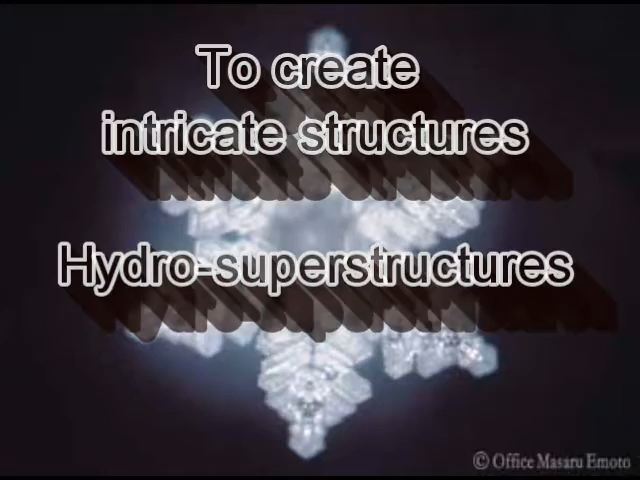 To create
intricate structures
Hydro-superstructures
© Office Masaru Emoto